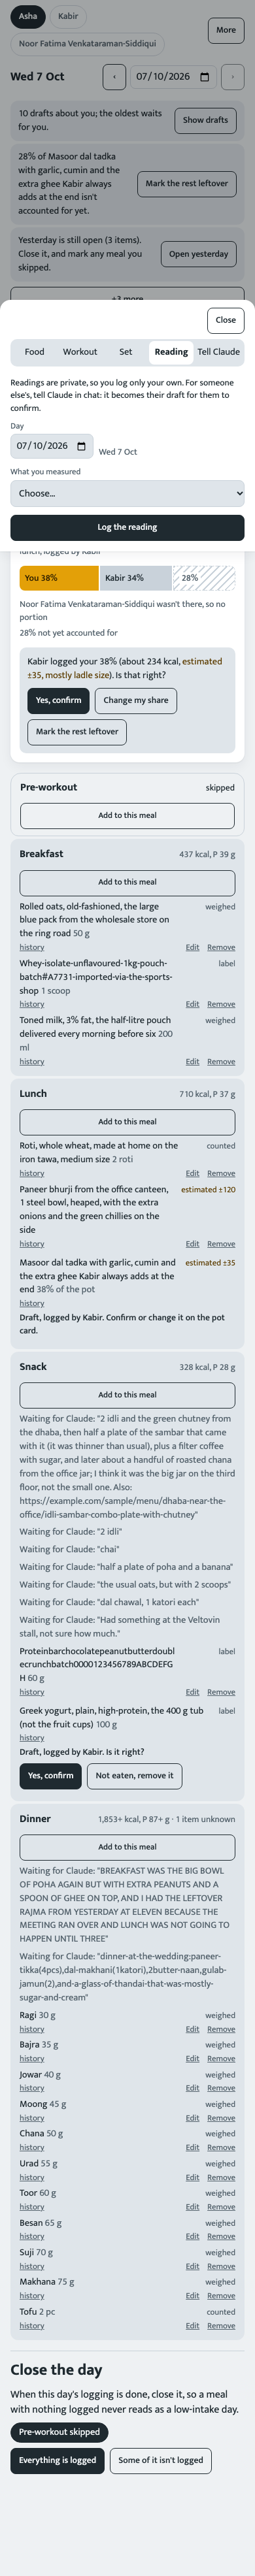 Asha
Kabir
More
Noor Fatima Venkataraman-Siddiqui
Wed 7 Oct
‹
07/10/2026
›
10 drafts about you; the oldest waits
for you.
Show drafts
28% of Masoor dal tadka
with garlic, cumin and the
extra ghee Kabir always
adds at the end isn't
accounted for yet.
Mark the rest leftover
Yesterday is still open (3 items).
Close it, and mark any meal you
skipped.
Open yesterday
+3 more
Close
Food
Workout
Set
Reading
Tell Claude
Readings are private, so you log only your own. For someone
else's, tell Claude in chat: it becomes their draft for them to
confirm.
Day
07/10/2026
Wed 7 Oct
What you measured
Choose...
Log the reading
lunch, logged by Kabir
You 38%
Kabir 34%
28%
Noor Fatima Venkataraman-Siddiqui wasn't there, so no
portion
28% not yet accounted for
Kabir logged your 38% (about 234 kcal, estimated
±35, mostly ladle size). Is that right?
Yes, confirm
Change my share
Mark the rest leftover
Pre-workout
skipped
Add to this meal
Breakfast
437 kcal, P 39 g
Add to this meal
Rolled oats, old-fashioned, the large
blue pack from the wholesale store on
the ring road 50 g
weighed
history
Edit
Remove
Whey-isolate-unflavoured-1kg-pouch-
batch#A7731-imported-via-the-sports-
shop 1 scoop
label
history
Edit
Remove
Toned milk, 3% fat, the half-litre pouch
delivered every morning before six 200
ml
weighed
history
Edit
Remove
Lunch
710 kcal, P 37 g
Add to this meal
Roti, whole wheat, made at home on the
iron tawa, medium size 2 roti
counted
history
Edit
Remove
Paneer bhurji from the office canteen,
1 steel bowl, heaped, with the extra
onions and the green chillies on the
side
estimated ±120
history
Edit
Remove
Masoor dal tadka with garlic, cumin and
the extra ghee Kabir always adds at the
end 38% of the pot
estimated ±35
history
Draft, logged by Kabir. Confirm or change it on the pot
card.
Snack
328 kcal, P 28 g
Add to this meal
Waiting for Claude: "2 idli and the green chutney from
the dhaba, then half a plate of the sambar that came
with it (it was thinner than usual), plus a filter coffee
with sugar, and later about a handful of roasted chana
from the office jar; I think it was the big jar on the third
floor, not the small one. Also:
https://example.com/sample/menu/dhaba-near-the-
office/idli-sambar-combo-plate-with-chutney"
Waiting for Claude: "2 idli"
Waiting for Claude: "chai"
Waiting for Claude: "half a plate of poha and a banana"
Waiting for Claude: "the usual oats, but with 2 scoops"
Waiting for Claude: "dal chawal, 1 katori each"
Waiting for Claude: "Had something at the Veltovin
stall, not sure how much."
Proteinbarchocolatepeanutbutterdoubl
ecrunchbatch0000123456789ABCDEFG
H 60 g
label
history
Edit
Remove
Greek yogurt, plain, high-protein, the 400 g tub
(not the fruit cups) 100 g
label
history
Draft, logged by Kabir. Is it right?
Yes, confirm
Not eaten, remove it
Dinner
1,853+ kcal, P 87+ g · 1 item unknown
Add to this meal
Waiting for Claude: "BREAKFAST WAS THE BIG BOWL
OF POHA AGAIN BUT WITH EXTRA PEANUTS AND A
SPOON OF GHEE ON TOP, AND I HAD THE LEFTOVER
RAJMA FROM YESTERDAY AT ELEVEN BECAUSE THE
MEETING RAN OVER AND LUNCH WAS NOT GOING TO
HAPPEN UNTIL THREE"
Waiting for Claude: "dinner-at-the-wedding:paneer-
tikka(4pcs),dal-makhani(1katori),2butter-naan,gulab-
jamun(2),and-a-glass-of-thandai-that-was-mostly-
sugar-and-cream"
Ragi 30 g
weighed
history
Edit
Remove
Bajra 35 g
weighed
history
Edit
Remove
Jowar 40 g
weighed
history
Edit
Remove
Moong 45 g
weighed
history
Edit
Remove
Chana 50 g
weighed
history
Edit
Remove
Urad 55 g
weighed
history
Edit
Remove
Toor 60 g
weighed
history
Edit
Remove
Besan 65 g
weighed
history
Edit
Remove
Suji 70 g
weighed
history
Edit
Remove
Makhana 75 g
weighed
history
Edit
Remove
Tofu 2 pc
counted
history
Edit
Remove
Close the day
When this day's logging is done, close it, so a meal
with nothing logged never reads as a low-intake day.
Pre-workout skipped
Everything is logged
Some of it isn't logged